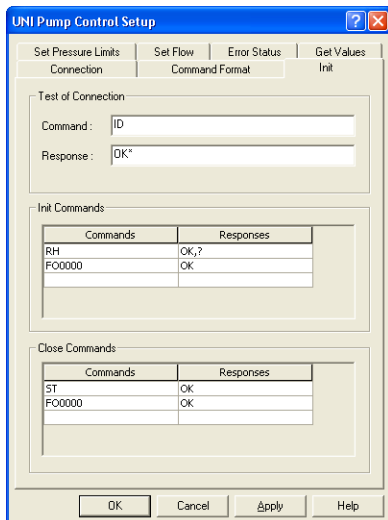 UNI Pump Control Setup
Set Pressure Limits Set Flow Error Status Get Values
Connection Command Format Init
Test of Connection
Command : ID
Response : OK*
Init Commands
Commands Responses
RH OK,?
FO0000 OK
Close Commands
Commands Responses
ST OK
FO0000 OK
OK Cancel Apply Help